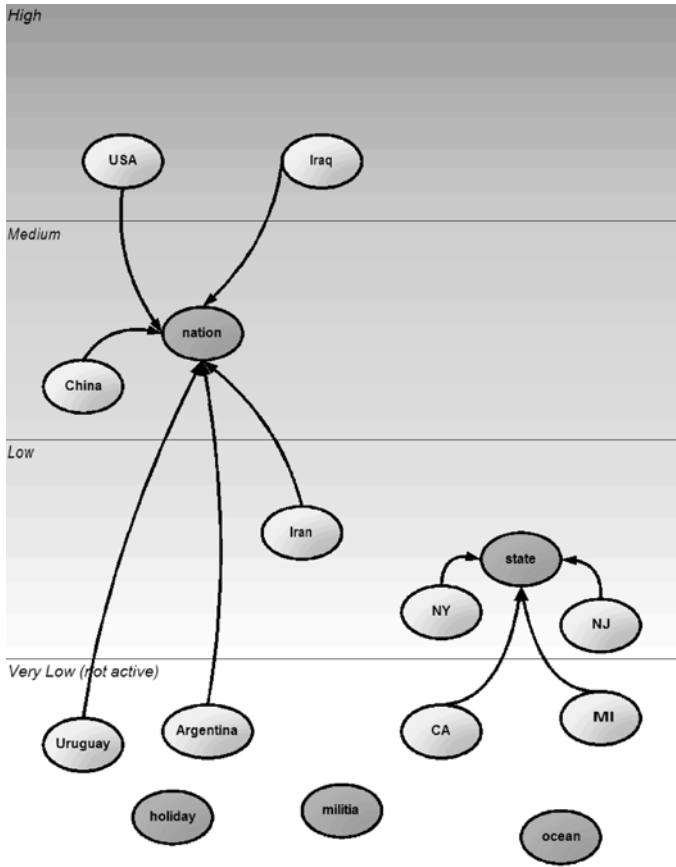 High
USA
Iraq
Medium
nation
China
Low
Iran
state
NY
NJ
Very Low (not active)
Uruguay
Argentina
CA
MI
holiday
militia
ocean